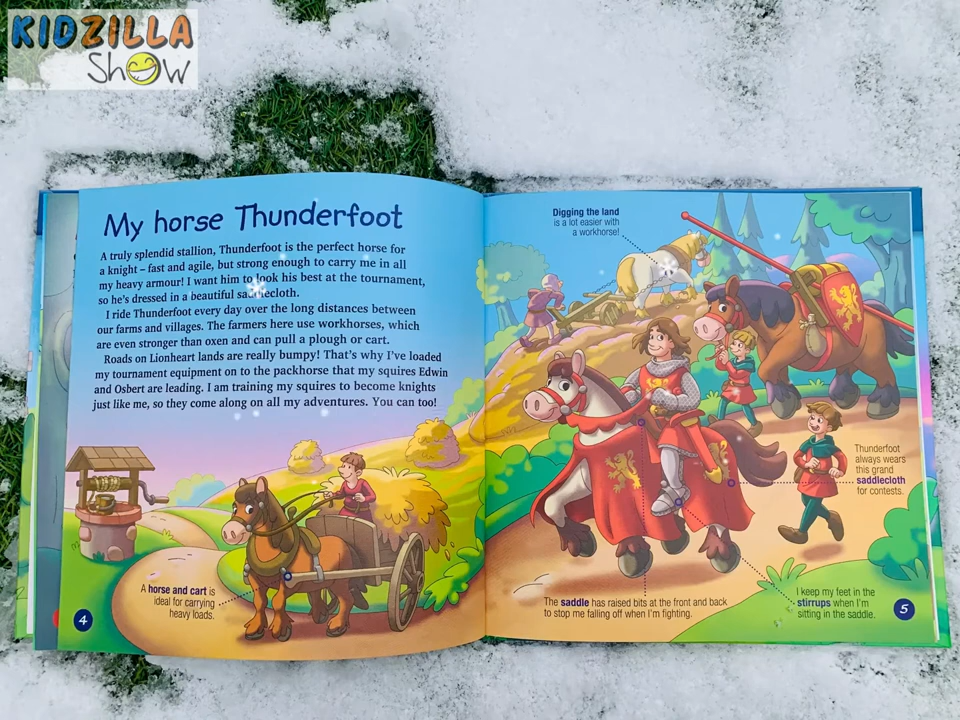 KIDZILLA
Show
My horse Thunderfoot
A truly splendid stallion, Thunderfoot is the perfect horse for
a knight – fast and agile, but strong enough to carry me in all
my heavy armour! I want him to look his best at the tournament,
so he's dressed in a beautiful saddlecloth.
I ride Thunderfoot every day over the long distances between
our farms and villages. The farmers here use workhorses, which
are even stronger than oxen and can pull a plough or cart.
Roads on Lionheart lands are really bumpy! That's why I've loaded
my tournament equipment on to the packhorse that my squires Edwin
and Osbert are leading. I am training my squires to become knights
just like me, so they come along on all my adventures. You can too!
A horse and cart is
ideal for carrying
heavy loads.
4
Digging the land
is a lot easier with
a workhorse!
Thunderfoot
always wears
this grand
saddlecloth
for contests.
The saddle has raised bits at the front and back
to stop me falling off when I'm fighting.
I keep my feet in the
stirrups when I'm
sitting in the saddle.
5